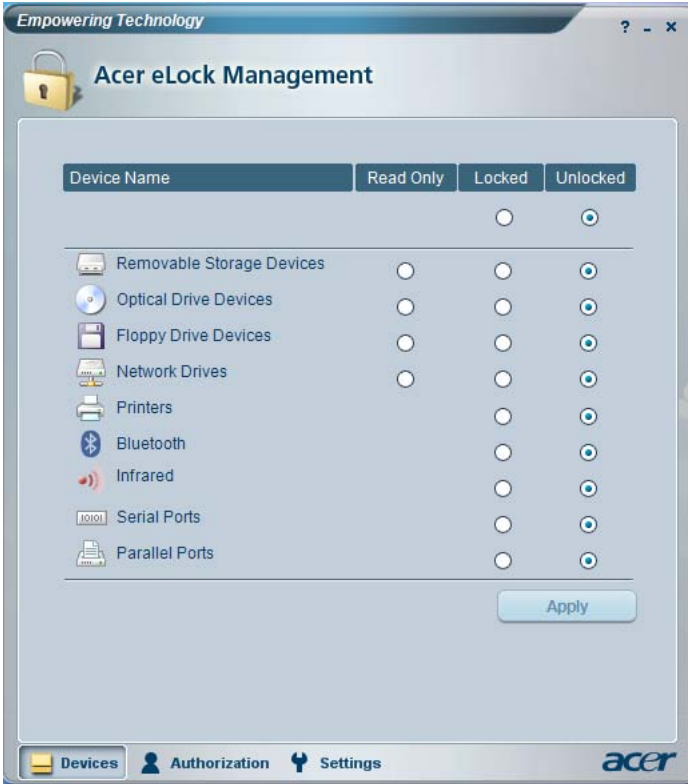 Empowering Technology
? - x
Acer eLock Management
Device Name Read Only Locked Unlocked
Removable Storage Devices
Optical Drive Devices
Floppy Drive Devices
Network Drives
Printers
Bluetooth
Infrared
10101 Serial Ports
Parallel Ports
Apply
Devices Authorization Settings acer